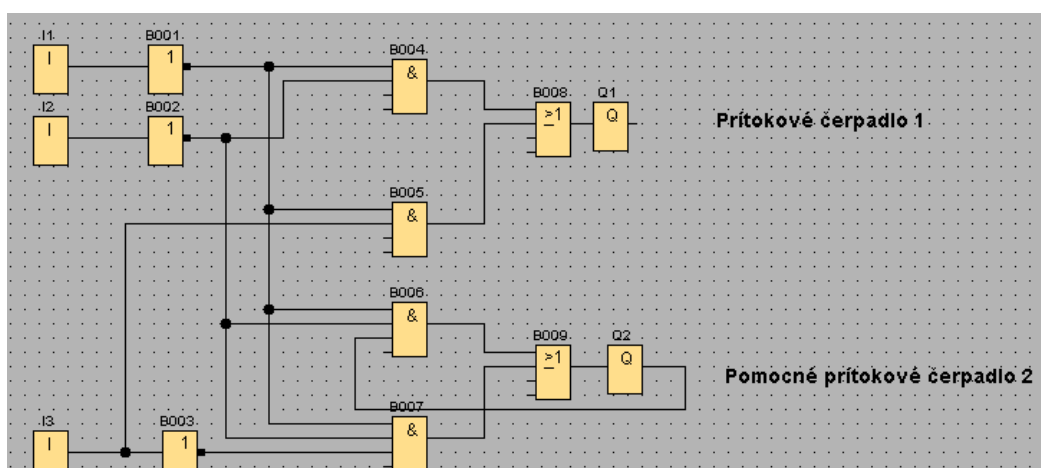 I1 B001
I 1
B004
&
I2 B002
I 1
B008 Q1
>1 Q
Prítokové čerpadlo 1
B005
&
B006
&
B009 Q2
>1 Q
Pomocné prítokové čerpadlo 2
B007
&
I3 B003
I 1